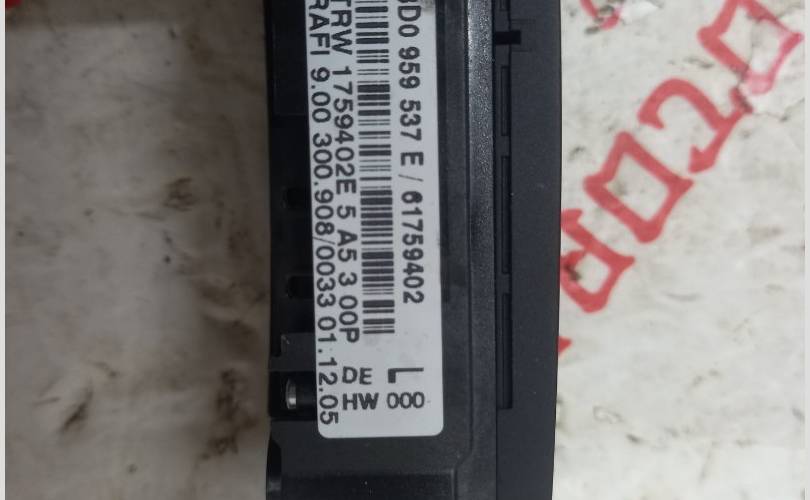 3D0 959 537 E / 61759402
TRW 1759402E 5 A5 3 00P
RAFI 9.00 300.908/0033 01.12.05
L
DE
HW 000